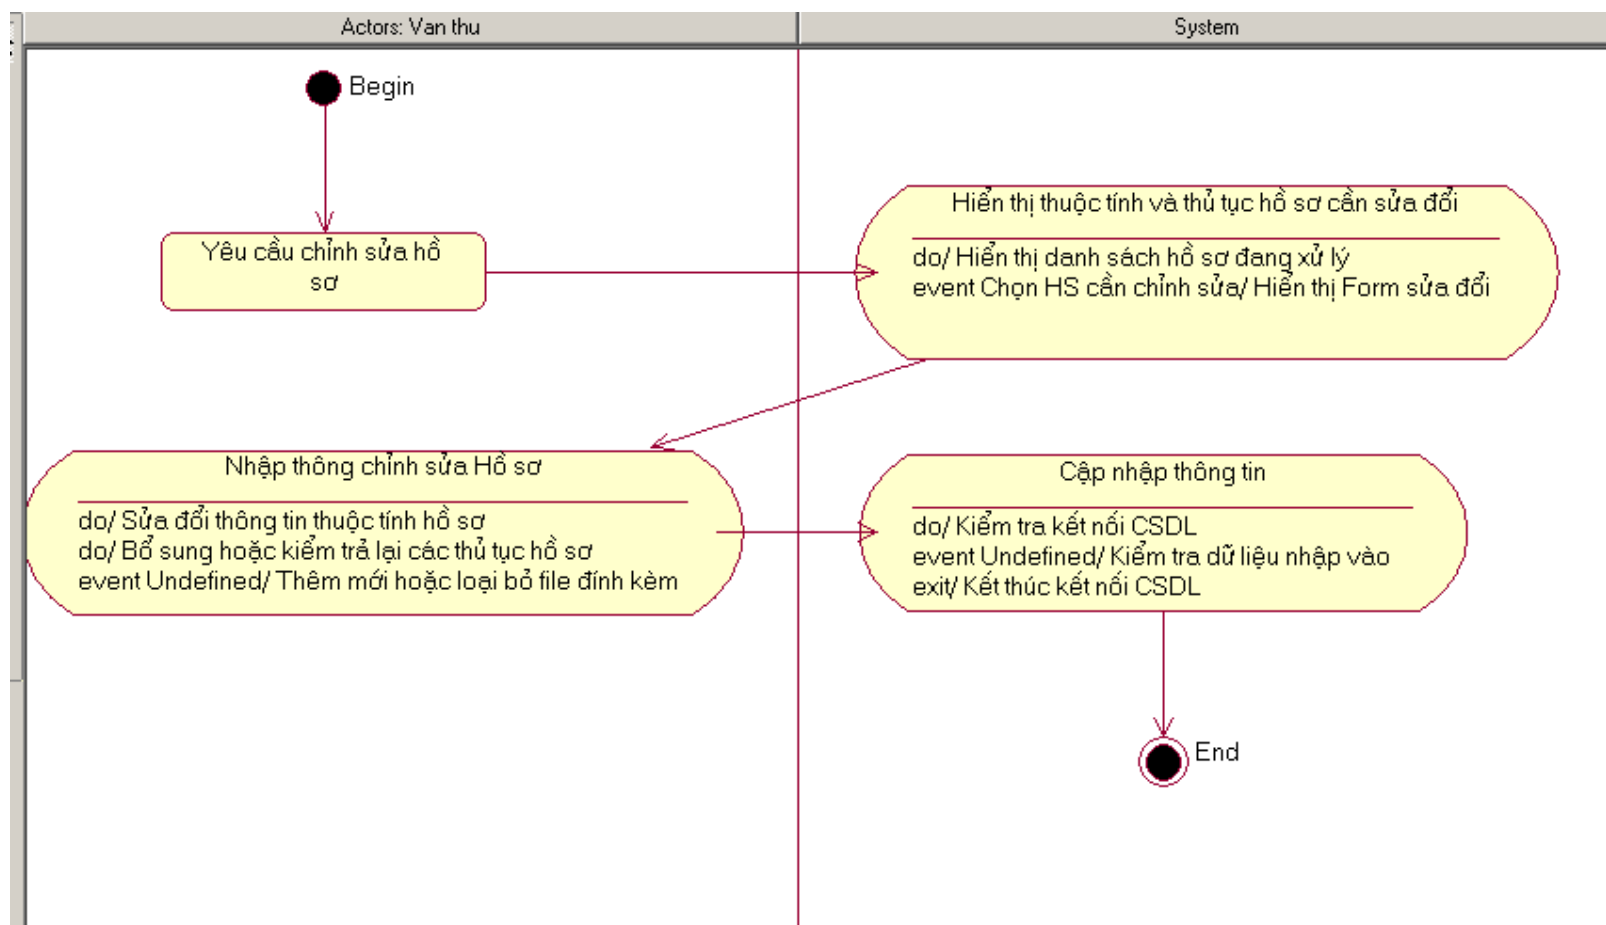 Actors: Van thu
System
Begin
Yêu cầu chỉnh sửa hồ
sơ
Hiển thị thuộc tính và thủ tục hồ sơ cần sửa đổi
do/ Hiển thị danh sách hồ sơ đang xử lý
event Chọn HS cần chỉnh sửa/ Hiển thị Form sửa đổi
Nhập thông chỉnh sửa Hồ sơ
do/ Sửa đổi thông tin thuộc tính hồ sơ
do/ Bổ sung hoặc kiểm trả lại các thủ tục hồ sơ
event Undefined/ Thêm mới hoặc loại bỏ file đính kèm
Cập nhập thông tin
do/ Kiểm tra kết nối CSDL
event Undefined/ Kiểm tra dữ liệu nhập vào
exit/ Kết thúc kết nối CSDL
End